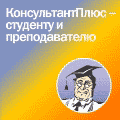 КонсультантПлюс –
студенту и
преподавателю